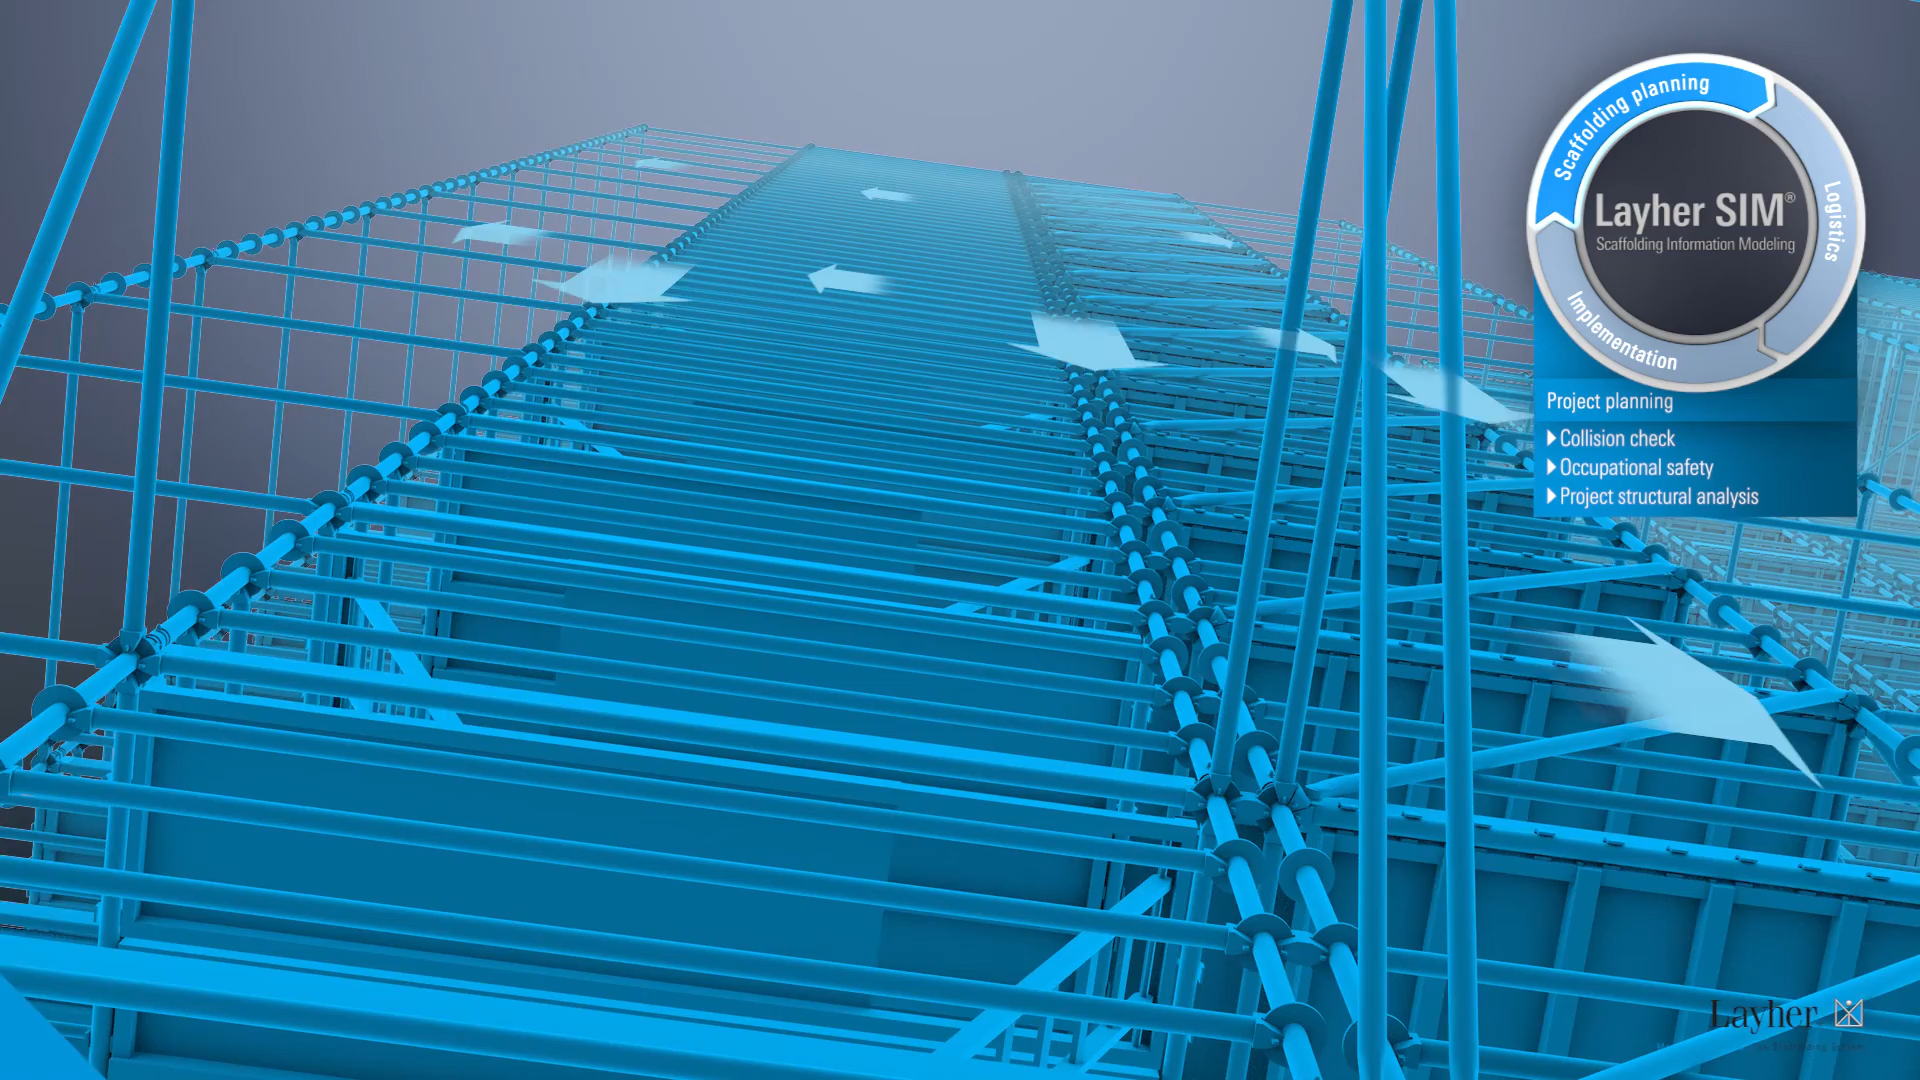 Scaffolding planning
Logistics
Implementation
Layher SIM®
Scaffolding Information Modeling
Project planning
Collision check
Occupational safety
Project structural analysis
Layher